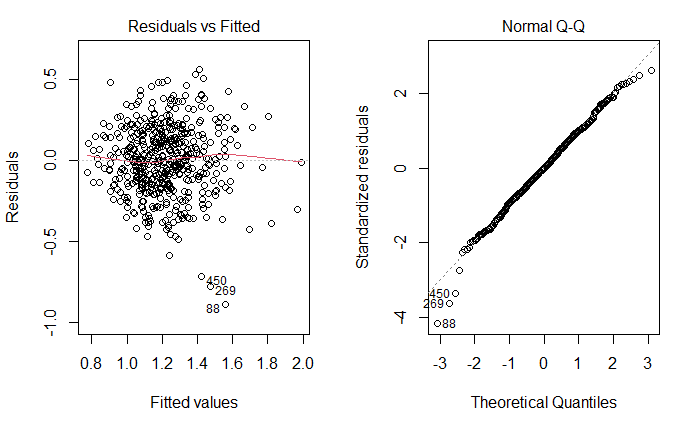 Residuals vs Fitted
Residuals
0.5
0.0
-0.5
-1.0
450
269
88
0.8 1.0 1.2 1.4 1.6 1.8 2.0
Fitted values
Normal Q-Q
Standardized residuals
2
0
-2
-4
450
269
88
-3 -2 -1 0 1 2 3
Theoretical Quantiles